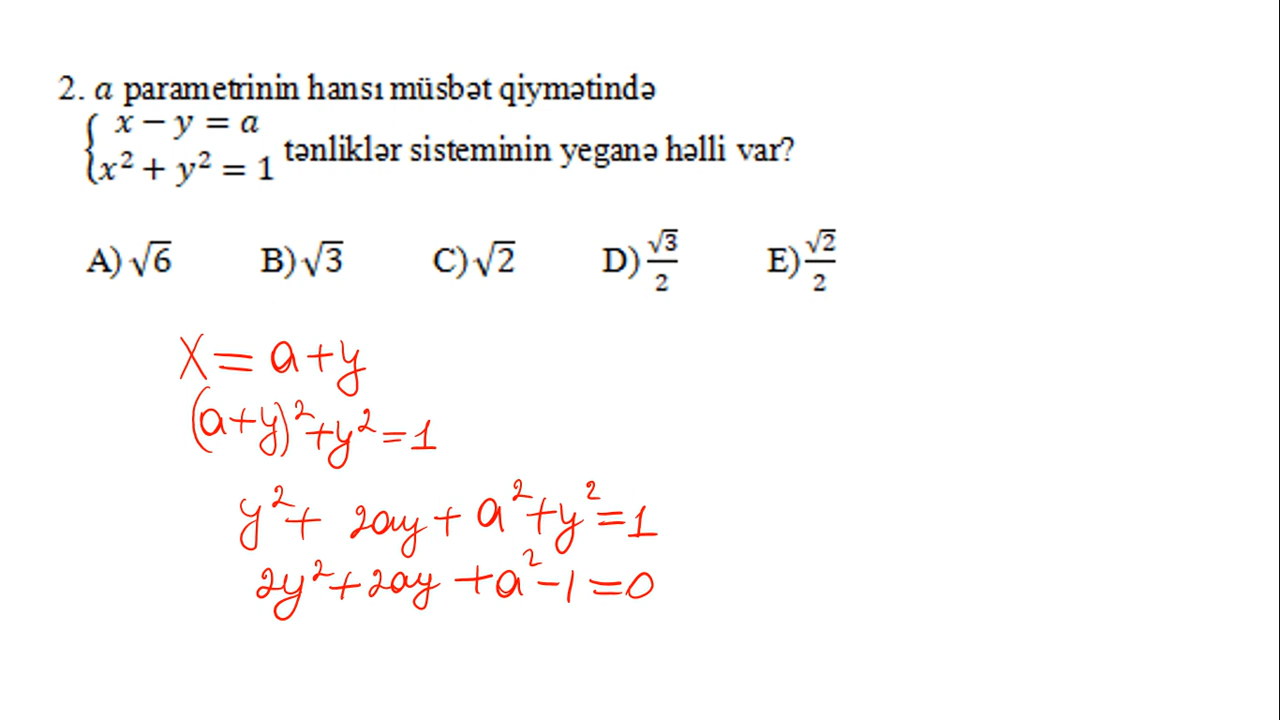 2. a parametrinin hansı müsbət qiymətində
{ x − y = a
x² + y² = 1 tənliklər sisteminin yeganə həlli var?
A) √6 B) √3 C) √2 D) √3/2 E) √2/2
x = a + y
(a+y)² + y² = 1
y² + 2ay + a² + y² = 1
2y² + 2ay + a² − 1 = 0